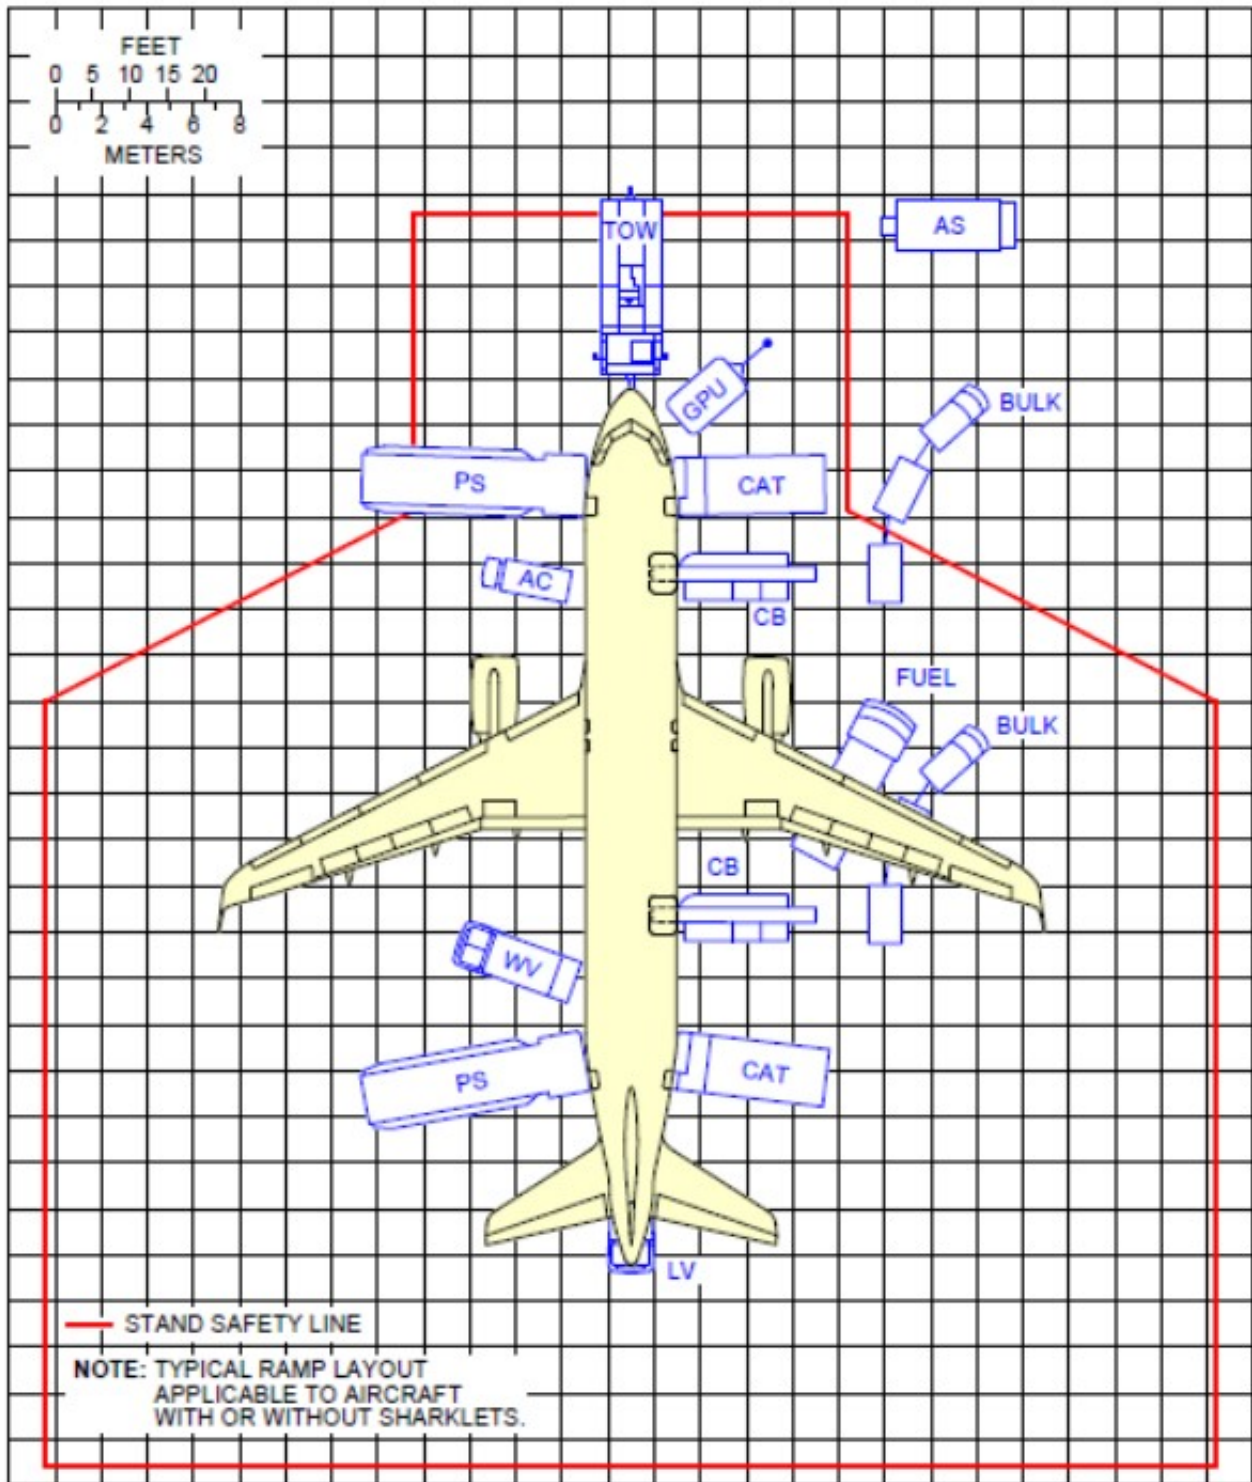 FEET
0 5 10 15 20
0 2 4 6 8
METERS
TOW
AS
GPU
BULK
PS
CAT
AC
CB
FUEL
BULK
CB
WV
PS
CAT
LV
STAND SAFETY LINE
NOTE: TYPICAL RAMP LAYOUT
APPLICABLE TO AIRCRAFT
WITH OR WITHOUT SHARKLETS.